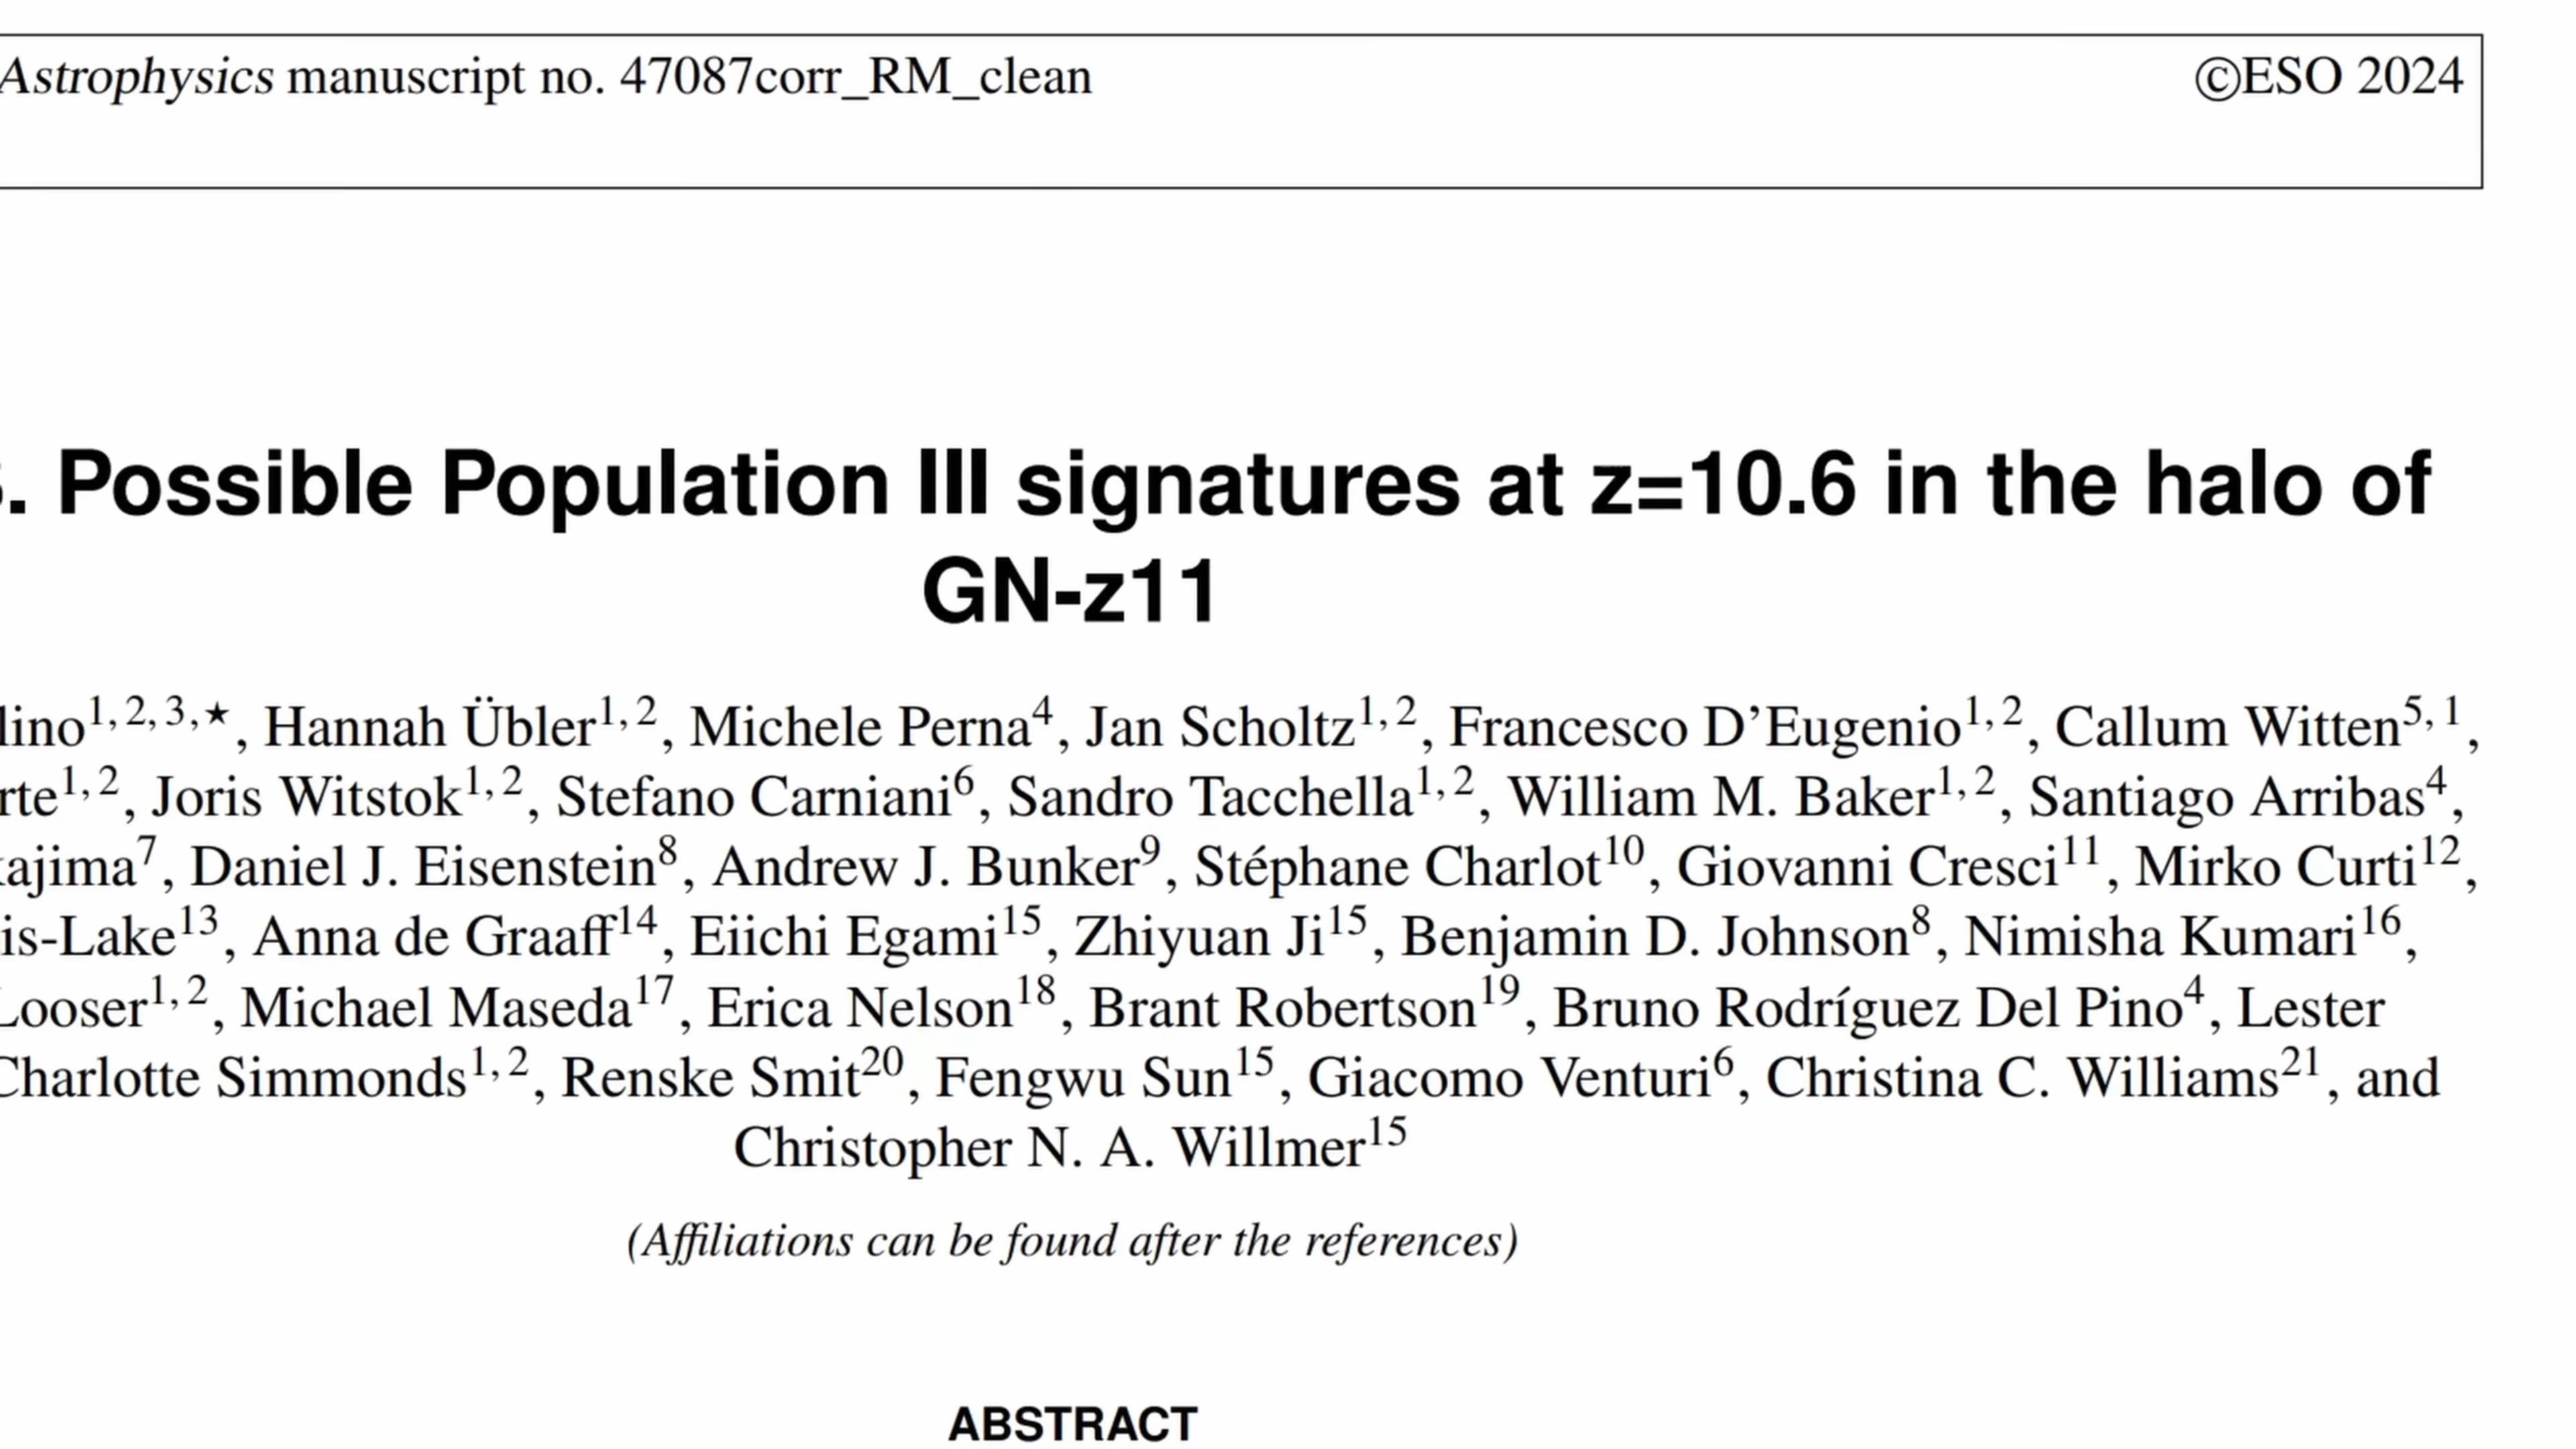 Astrophysics manuscript no. 47087corr_RM_clean ©ESO 2024
. Possible Population III signatures at z=10.6 in the halo of
GN-z11
lino1, 2, 3,★, Hannah Übler1, 2, Michele Perna4, Jan Scholtz1, 2, Francesco D’Eugenio1, 2, Callum Witten5, 1,
rte1, 2, Joris Witstok1, 2, Stefano Carniani6, Sandro Tacchella1, 2, William M. Baker1, 2, Santiago Arribas4,
ajima7, Daniel J. Eisenstein8, Andrew J. Bunker9, Stéphane Charlot10, Giovanni Cresci11, Mirko Curti12,
is-Lake13, Anna de Graaff14, Eiichi Egami15, Zhiyuan Ji15, Benjamin D. Johnson8, Nimisha Kumari16,
Looser1, 2, Michael Maseda17, Erica Nelson18, Brant Robertson19, Bruno Rodríguez Del Pino4, Lester
Charlotte Simmonds1, 2, Renske Smit20, Fengwu Sun15, Giacomo Venturi6, Christina C. Williams21, and
Christopher N. A. Willmer15
(Affiliations can be found after the references)
ABSTRACT